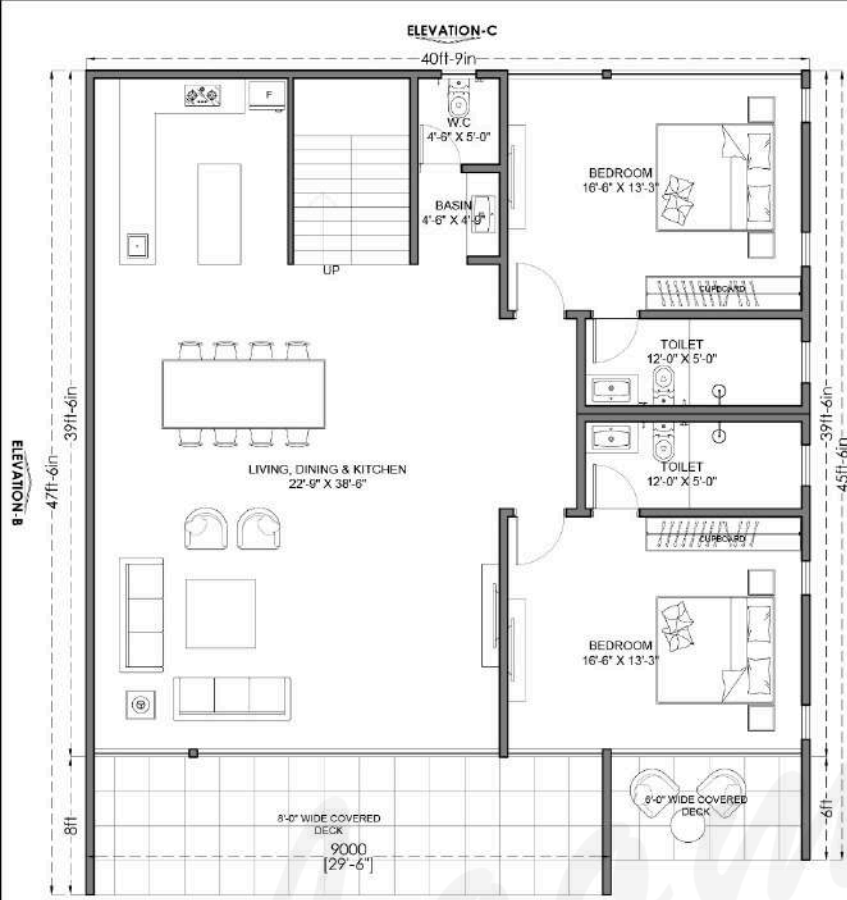 ELEVATION-C
40ft-9in
F
W.C
4'-6" X 5'-0"
BEDROOM
16'-6" X 13'-3"
BASIN
4'-6" X 4'-9"
UP
CUPBOARD
TOILET
12'-0" X 5'-0"
39ft-6in
47ft-6in
39ft-6in
45ft-6in
ELEVATION-B
LIVING, DINING & KITCHEN
22'-9" X 38'-6"
TOILET
12'-0" X 5'-0"
CUPBOARD
BEDROOM
16'-6" X 13'-3"
8ft
8'-0" WIDE COVERED
DECK
9000
[29'-6"]
6'-0" WIDE COVERED
DECK
6ft